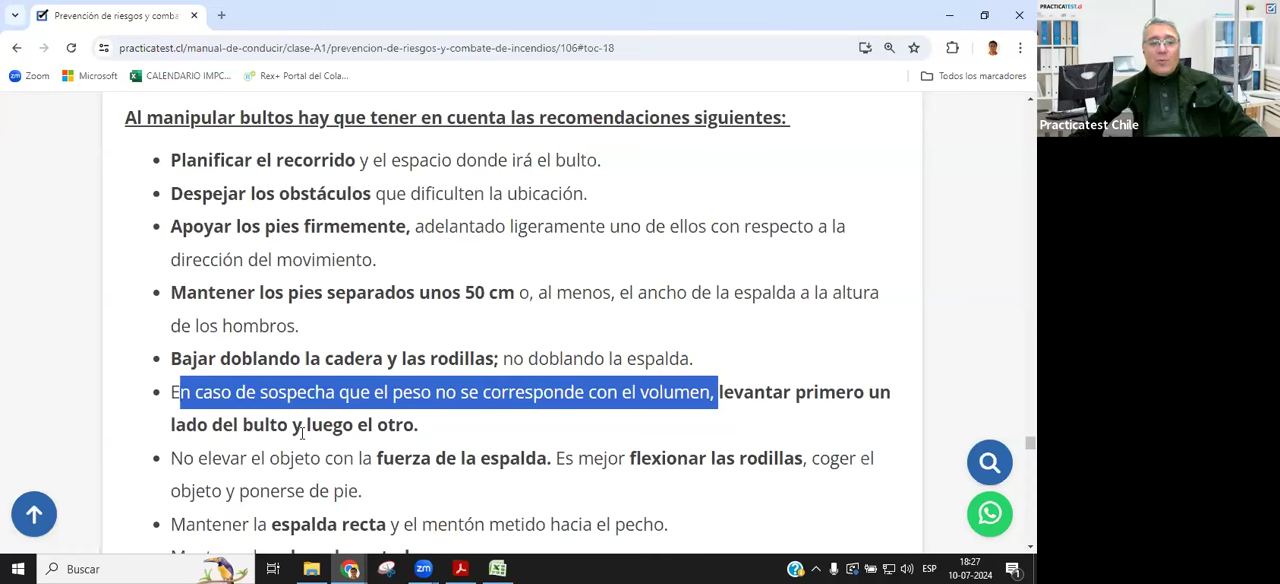 Prevención de riesgos y comba
practicatest.cl/manual-de-conducir/clase-A1/prevencion-de-riesgos-y-combate-de-incendios/106#toc-18
Zoom
Microsoft
CALENDARIO IMPC...
Rex+ Portal del Cola...
Todos los marcadores
PRACTICATEST.cl
Practicatest Chile
Al manipular bultos hay que tener en cuenta las recomendaciones siguientes:
• Planificar el recorrido y el espacio donde irá el bulto.
• Despejar los obstáculos que dificulten la ubicación.
• Apoyar los pies firmemente, adelantado ligeramente uno de ellos con respecto a la
dirección del movimiento.
• Mantener los pies separados unos 50 cm o, al menos, el ancho de la espalda a la altura
de los hombros.
• Bajar doblando la cadera y las rodillas; no doblando la espalda.
• En caso de sospecha que el peso no se corresponde con el volumen, levantar primero un
lado del bulto y luego el otro.
• No elevar el objeto con la fuerza de la espalda. Es mejor flexionar las rodillas, coger el
objeto y ponerse de pie.
• Mantener la espalda recta y el mentón metido hacia el pecho.
Buscar
zm
ESP
18:27
10-07-2024